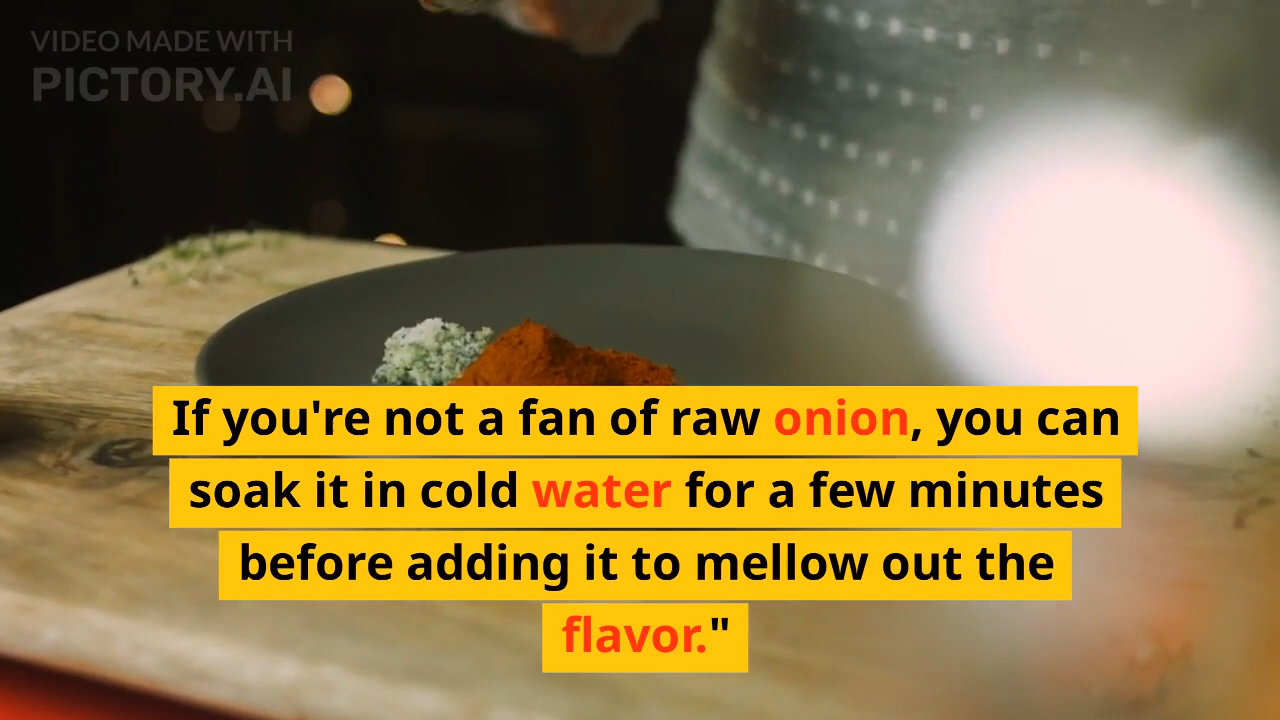 VIDEO MADE WITH
PICTORY.AI
If you're not a fan of raw onion, you can
soak it in cold water for a few minutes
before adding it to mellow out the
flavor."